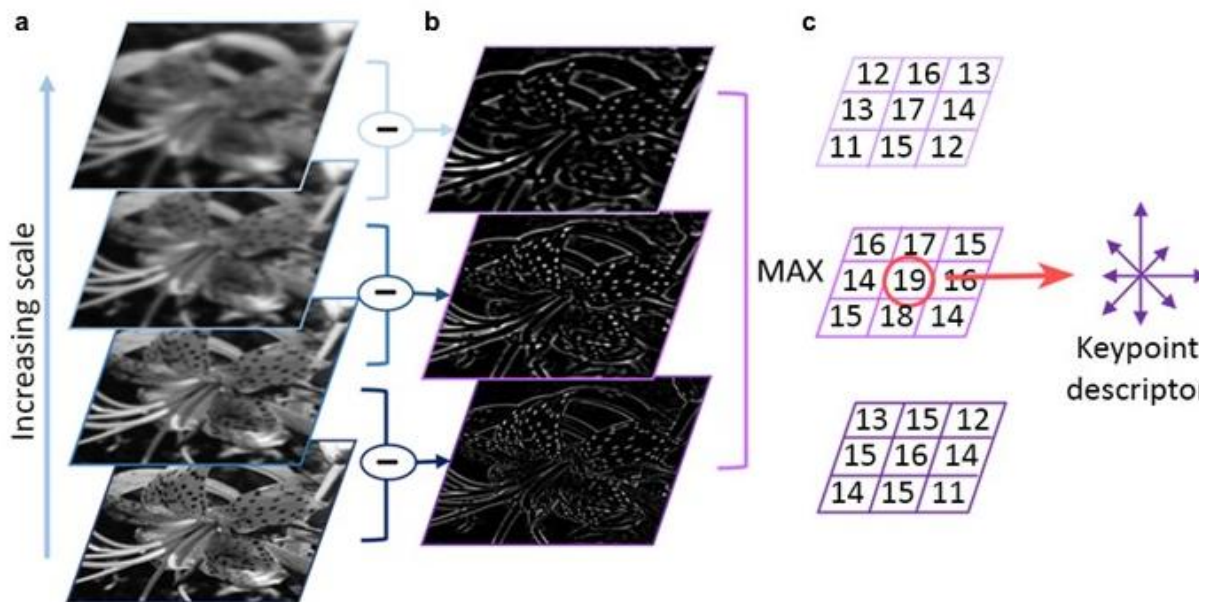 a
b
c
Increasing scale
−
−
−
MAX
12 16 13
13 17 14
11 15 12
16 17 15
14 19 16
15 18 14
13 15 12
15 16 14
14 15 11
Keypoint
descripto